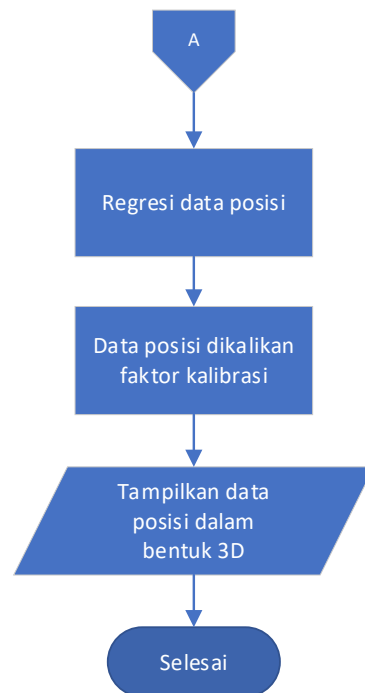 A
Regresi data posisi
Data posisi dikalikan
faktor kalibrasi
Tampilkan data
posisi dalam
bentuk 3D
Selesai